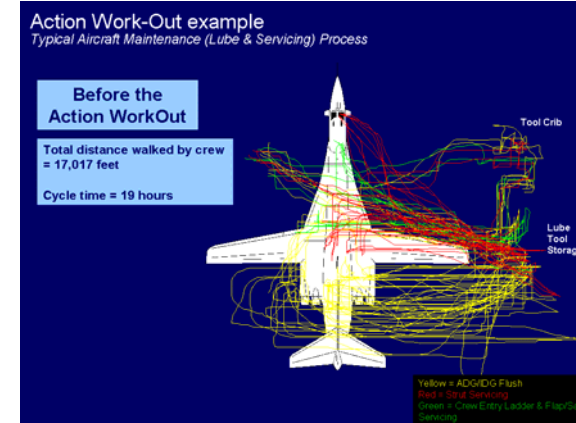 Action Work-Out example
Typical Aircraft Maintenance (Lube & Servicing) Process
Before the
Action WorkOut
Total distance walked by crew
= 17,017 feet
Cycle time = 19 hours
Tool Crib
Lube
Tool
Storag
Yellow = ADG/IDG Flush
Red = Strut Servicing
Green = Crew Entry Ladder & Flap/S
Servicing